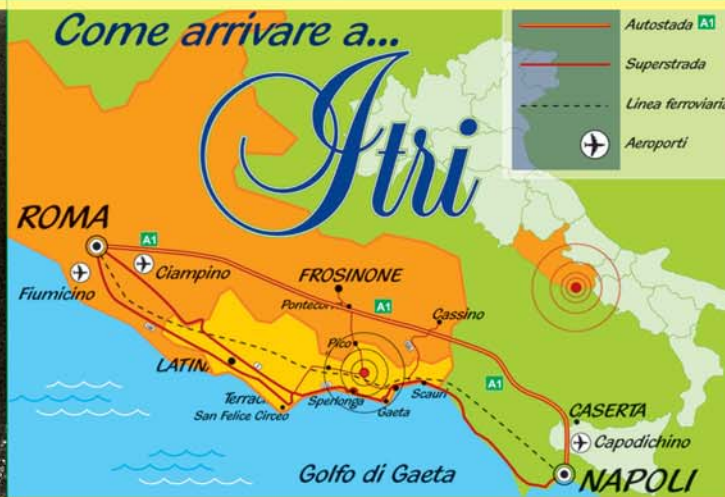 Come arrivare a...
Itri
Autostada A1
Superstrada
Linea ferroviaria
Aeroporti
ROMA
A1
Ciampino
Fiumicino
FROSINONE
A1
Cassino
Pico
LATINA
San Felice Circeo
Sperlonga
Gaeta
Scauri
A1
CASERTA
Capodichino
Golfo di Gaeta
NAPOLI